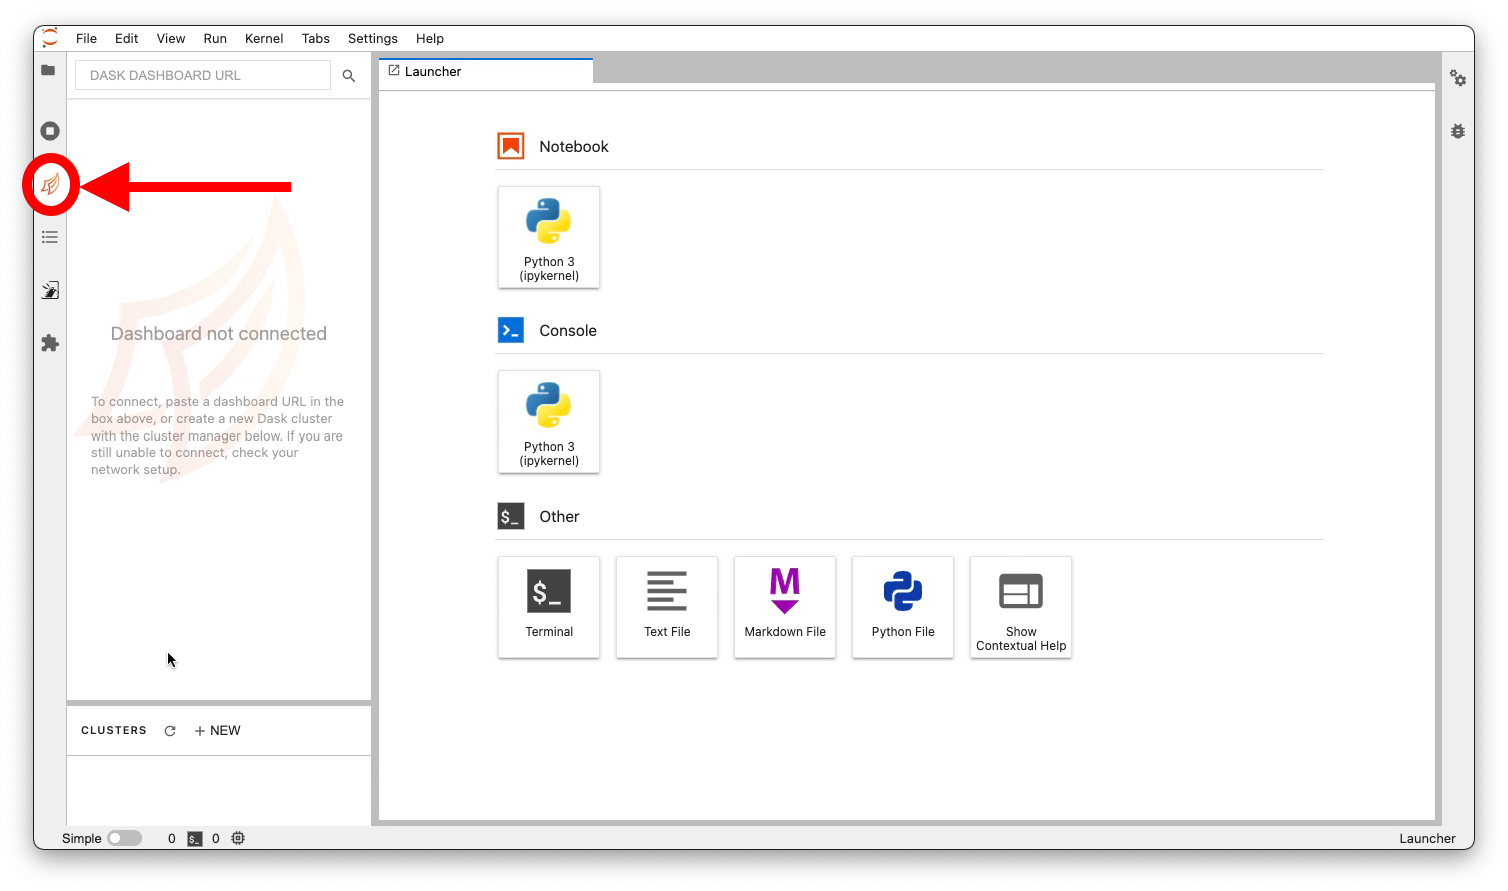 File Edit View Run Kernel Tabs Settings Help
DASK DASHBOARD URL
Launcher
Dashboard not connected
To connect, paste a dashboard URL in the
box above, or create a new Dask cluster
with the cluster manager below. If you are
still unable to connect, check your
network setup.
CLUSTERS
+ NEW
Notebook
Python 3
(ipykernel)
Console
>_
Python 3
(ipykernel)
$_
Other
$_
Terminal
Text File
M
Markdown File
Python File
Show
Contextual Help
Simple 0 $_ 0
Launcher